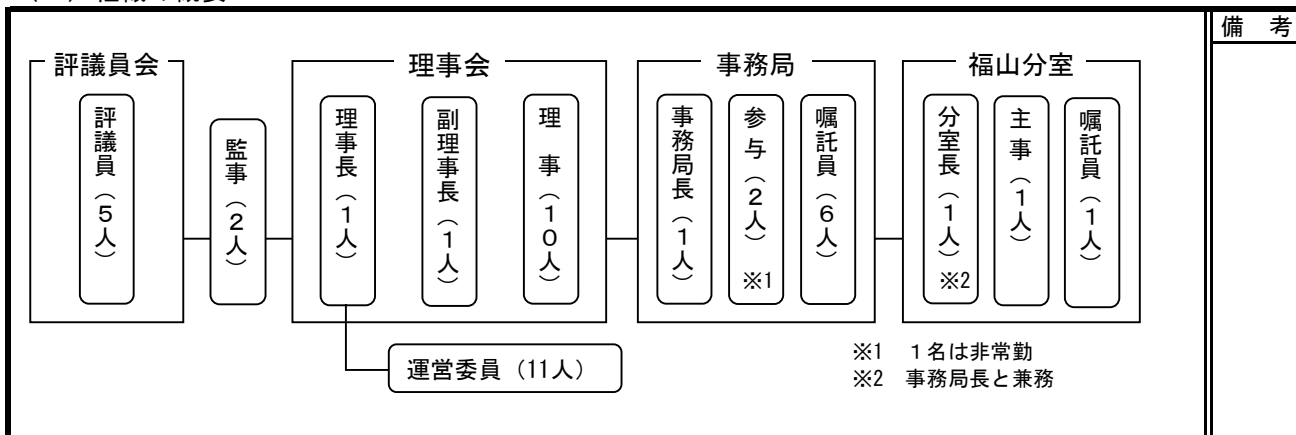 備　考
評議員会
評議員（５人）
監事（２人）
理事会
理事長（１人）
副理事長（１人）
理　事（１０人）
運営委員（11人）
事務局
事務局長（１人）
参与（２人）
※1
嘱託員（６人）
福山分室
分室長（１人）
※2
主事（１人）
嘱託員（１人）
※1　１名は非常勤
※2　事務局長と兼務